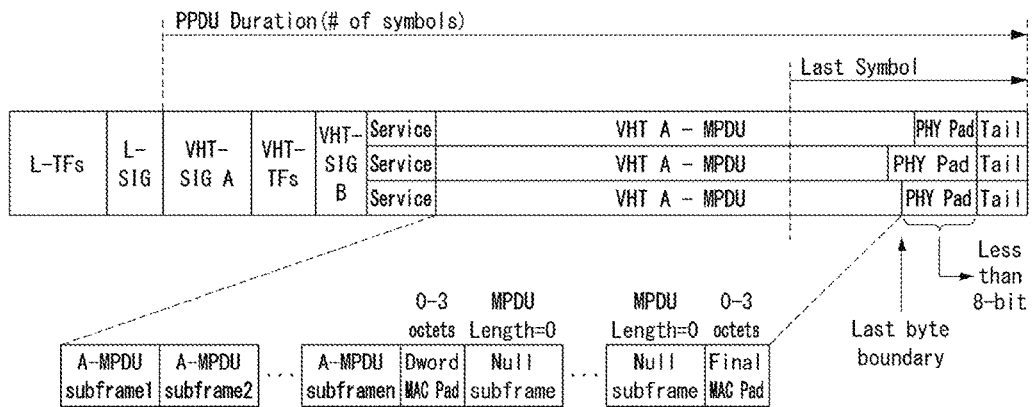 PPDU Duration(# of symbols)
Last Symbol
L-TFs
L-
SIG
VHT-
SIG A
VHT-
TFs
VHT-
SIG
B
Service VHT A - MPDU PHY Pad Tail
Service VHT A - MPDU PHY Pad Tail
Service VHT A - MPDU PHY Pad Tail
Less
than
8-bit
Last byte
boundary
0-3
octets
MPDU
Length=0
MPDU
Length=0
0-3
octets
A-MPDU
subframe1
A-MPDU
subframe2
...
A-MPDU
subframen
Dword
MAC Pad
Null
subframe
...
Null
subframe
Final
MAC Pad